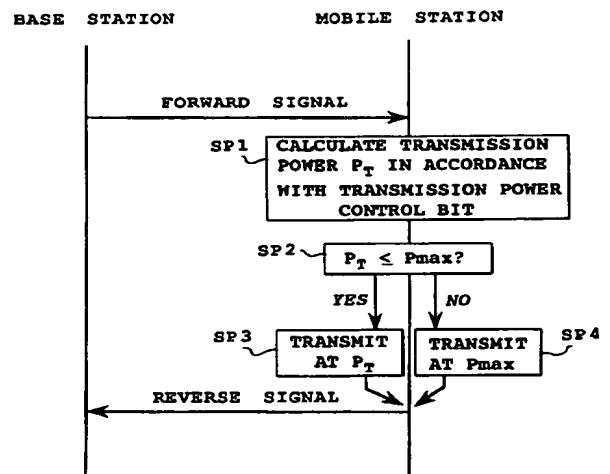 BASE STATION
MOBILE STATION
FORWARD SIGNAL
SP1
CALCULATE TRANSMISSION
POWER PT IN ACCORDANCE
WITH TRANSMISSION POWER
CONTROL BIT
SP2
PT ≤ Pmax?
YES
NO
SP3
TRANSMIT
AT PT
TRANSMIT
AT Pmax
SP4
REVERSE SIGNAL